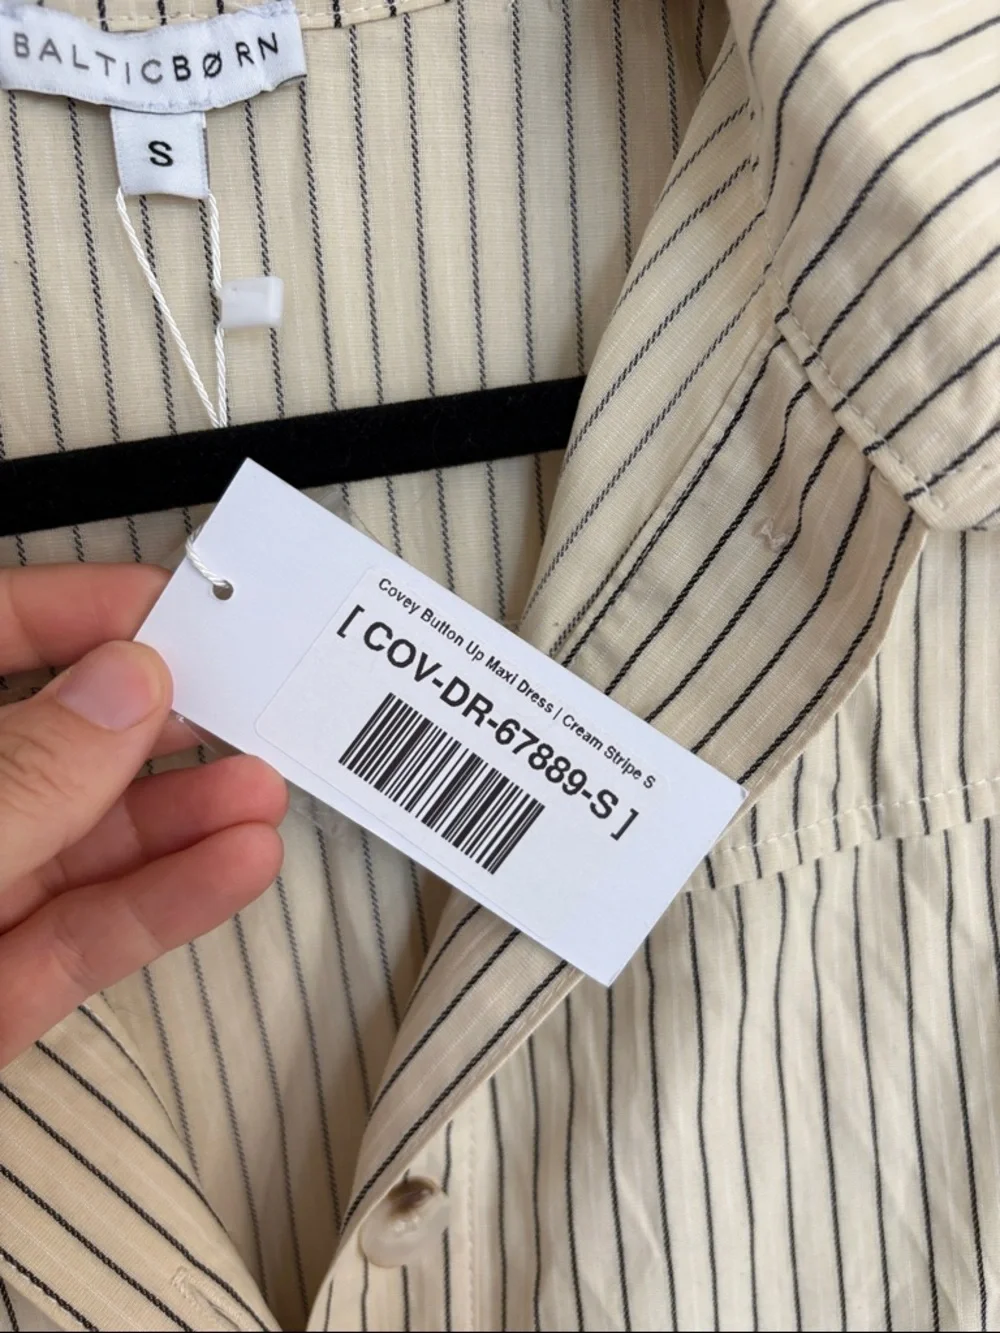 BALTICBØRN
S
Covey Button Up Maxi Dress | Cream Stripe S
[ COV-DR-67889-S ]